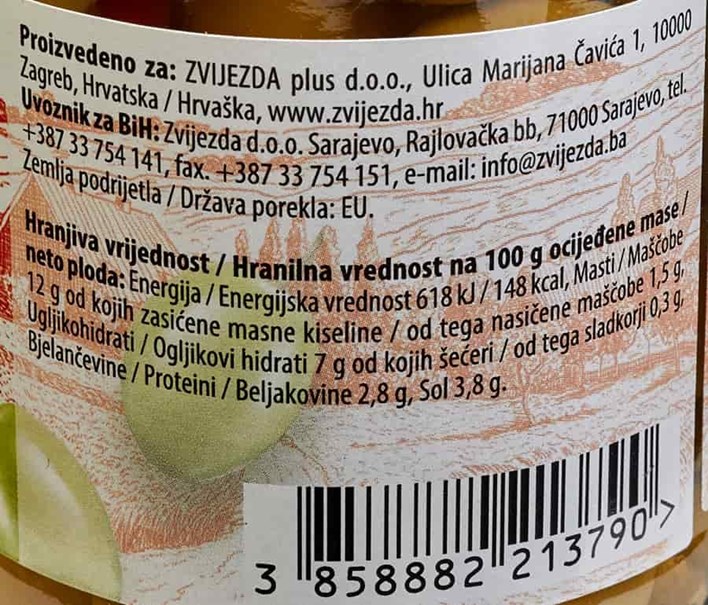 Proizvedeno za: ZVIJEZDA plus d.o.o., Ulica Marijana Čavića 1, 10000
Zagreb, Hrvatska / Hrvaška, www.zvijezda.hr
Uvoznik za BiH: Zvijezda d.o.o. Sarajevo, Rajlovačka bb, 71000 Sarajevo, tel.
+387 33 754 141, fax. +387 33 754 151, e-mail: info@zvijezda.ba
Zemlja podrijetla / Država porekla: EU.
Hranjiva vrijednost / Hranilna vrednost na 100 g ocijeđene mase /
neto ploda: Energija / Energijska vrednost 618 kJ / 148 kcal, Masti / Maščobe
12 g od kojih zasićene masne kiseline / od tega nasičene maščobe 1,5 g,
Ugljikohidrati / Ogljikovi hidrati 7 g od kojih šećeri / od tega sladkorji 0,3 g,
Bjelančevine / Proteini / Beljakovine 2,8 g, Sol 3,8 g.
3 858882 213790 >